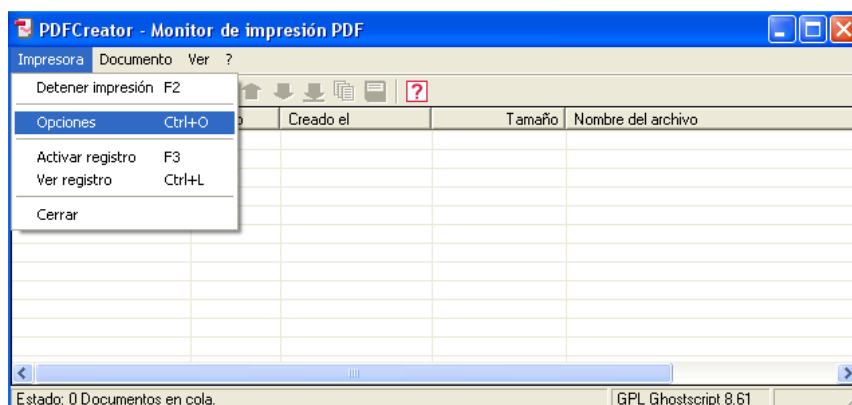 PDFCreator - Monitor de impresión PDF
Impresora Documento Ver ?
Detener impresión F2
Opciones Ctrl+O
Activar registro F3
Ver registro Ctrl+L
Cerrar
Creado el Tamaño Nombre del archivo
Estado: 0 Documentos en cola. GPL Ghostscript 8.61